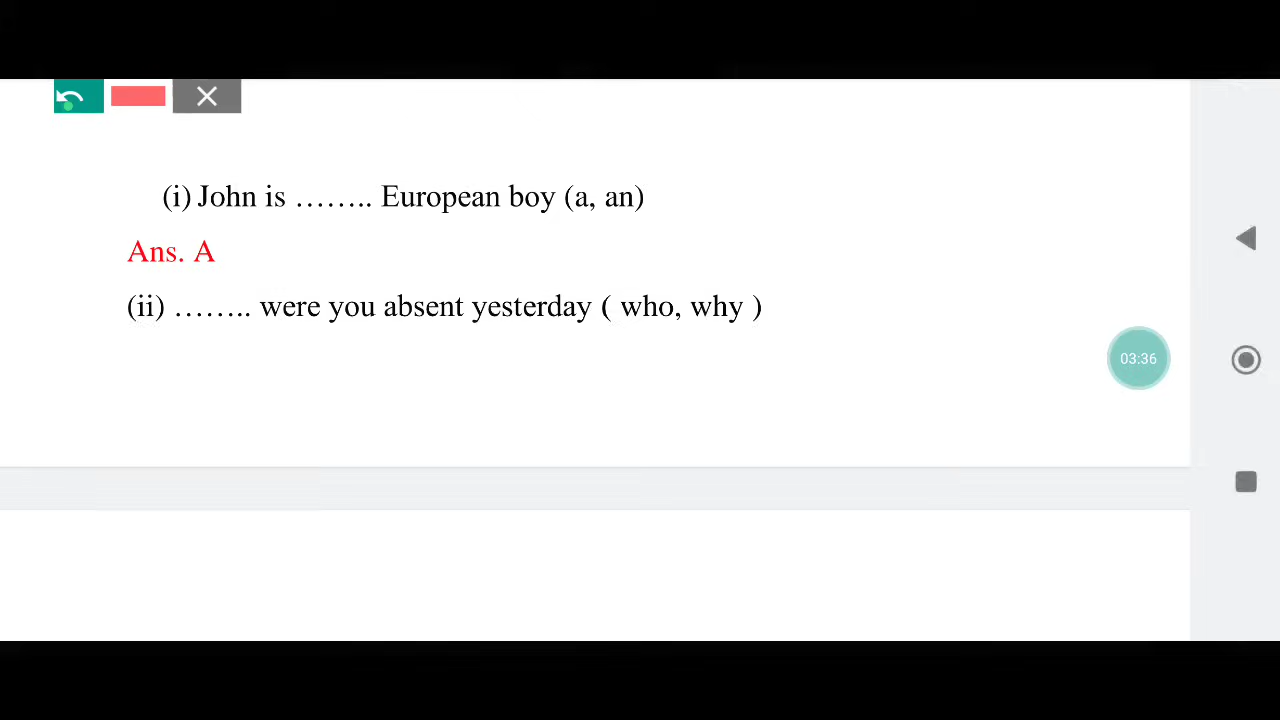 (i) John is …….. European boy (a, an)
Ans. A
(ii) …….. were you absent yesterday ( who, why )
03:36